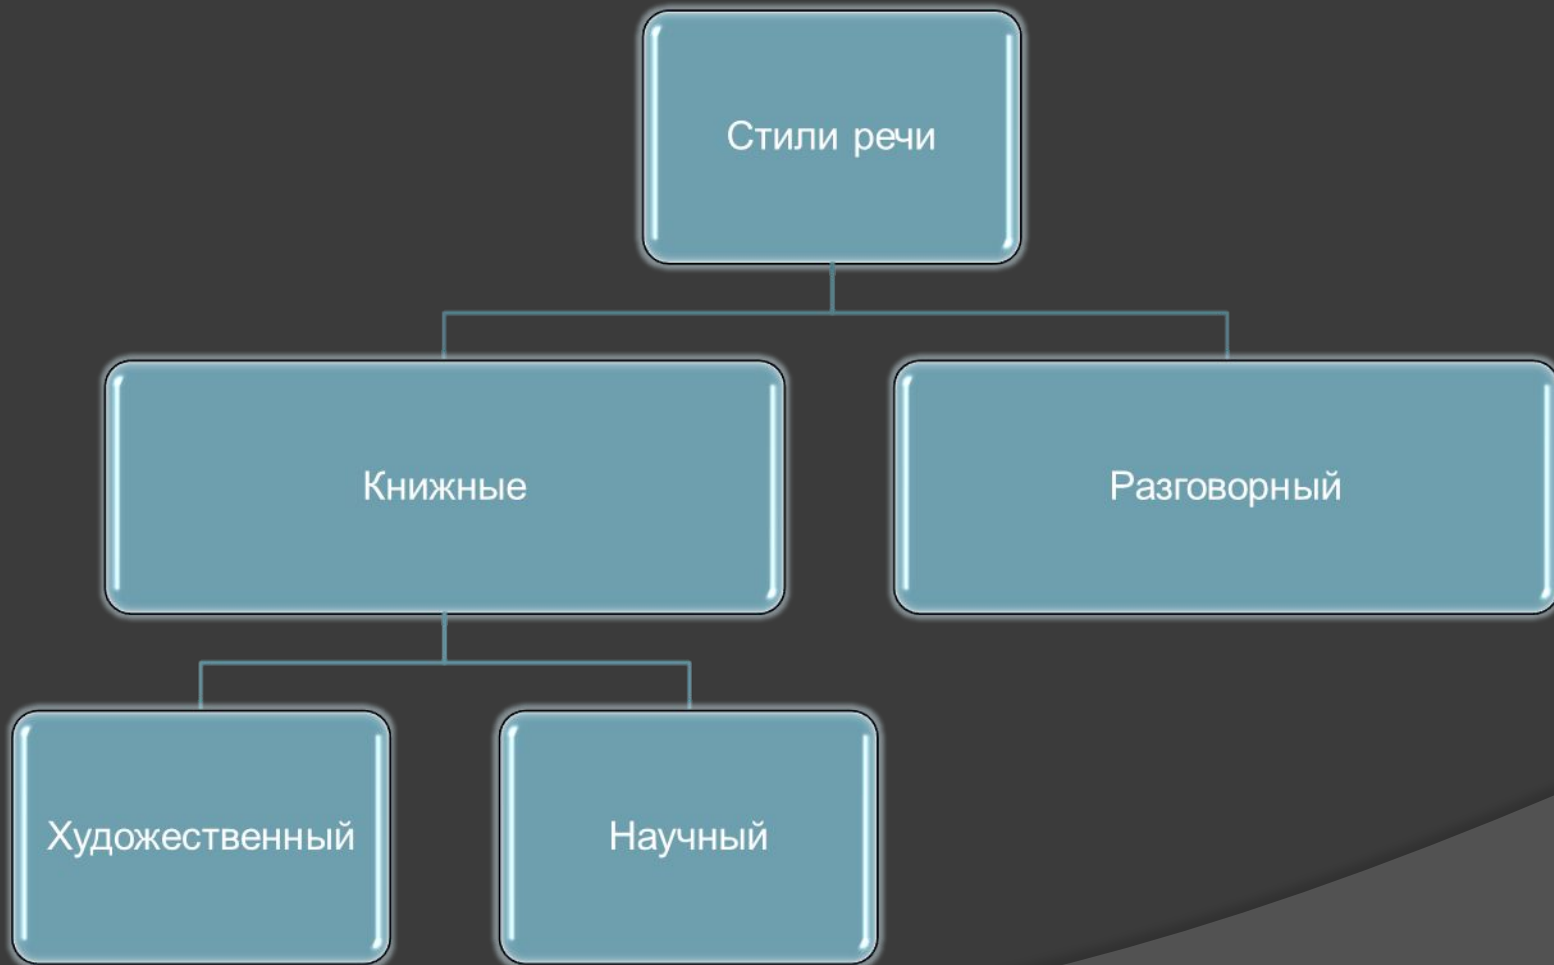 Стили речи
Книжные
Разговорный
Художественный
Научный